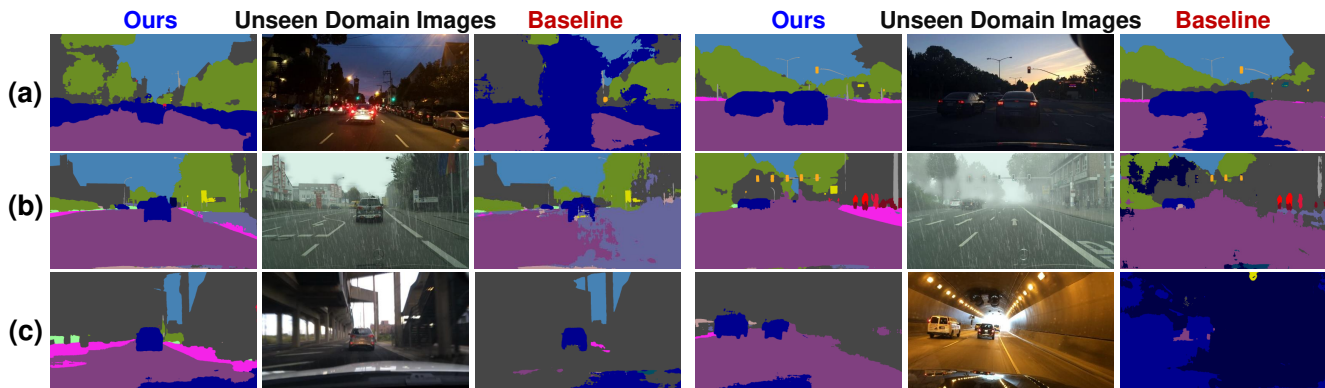 Ours Unseen Domain Images Baseline Ours Unseen Domain Images Baseline
(a)
(b)
(c)